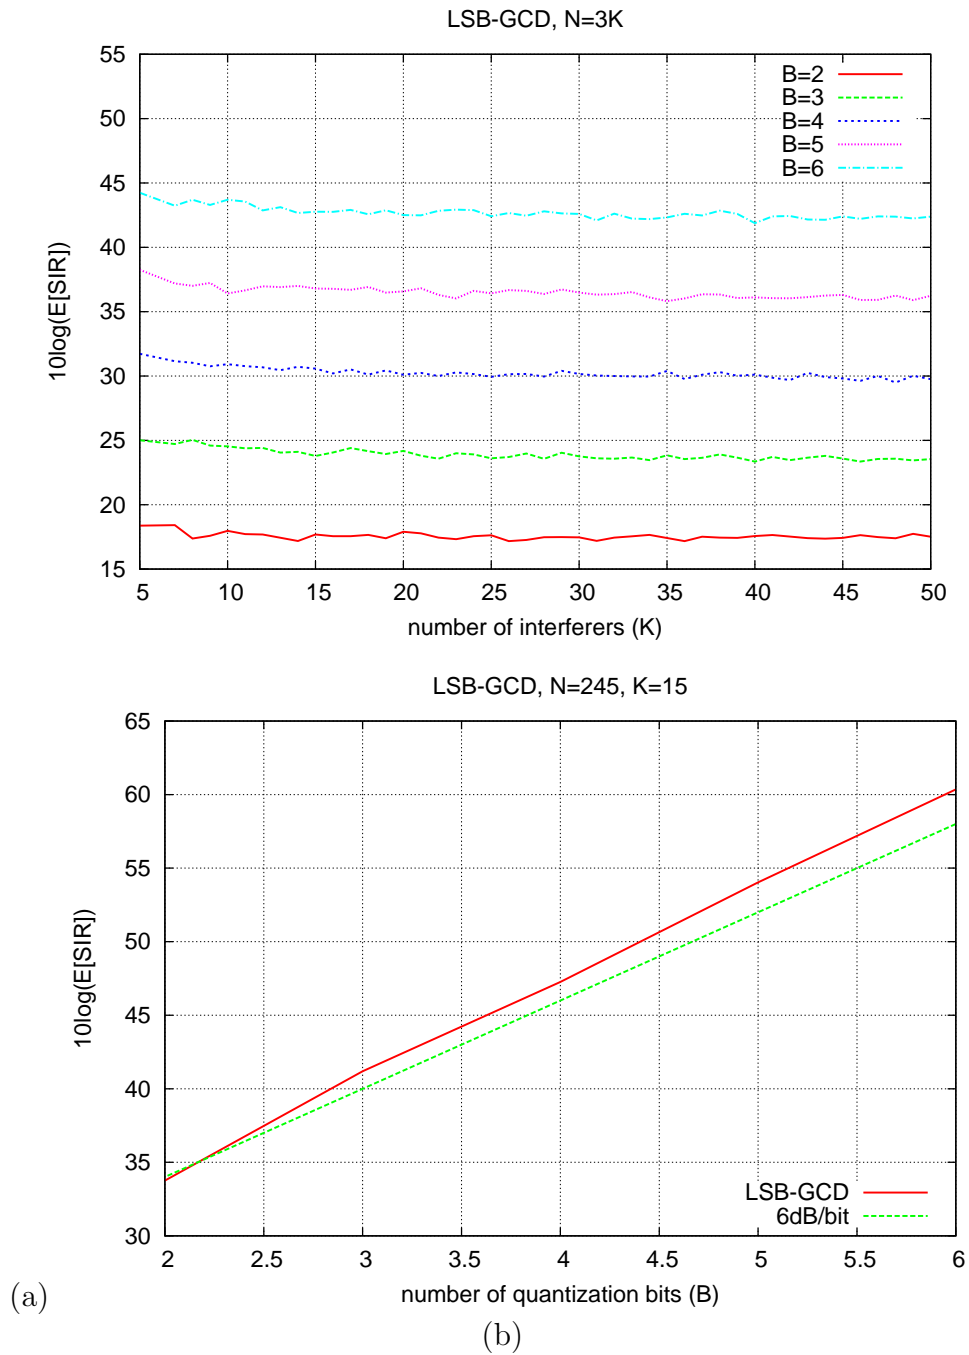 LSB-GCD, N=3K
55
50
45
40
35
30
25
20
15
10log(E[SIR])
B=2
B=3
B=4
B=5
B=6
5 10 15 20 25 30 35 40 45 50
number of interferers (K)
LSB-GCD, N=245, K=15
65
60
55
50
45
40
35
30
10log(E[SIR])
LSB-GCD
6dB/bit
2 2.5 3 3.5 4 4.5 5 5.5 6
number of quantization bits (B)
(a)
(b)